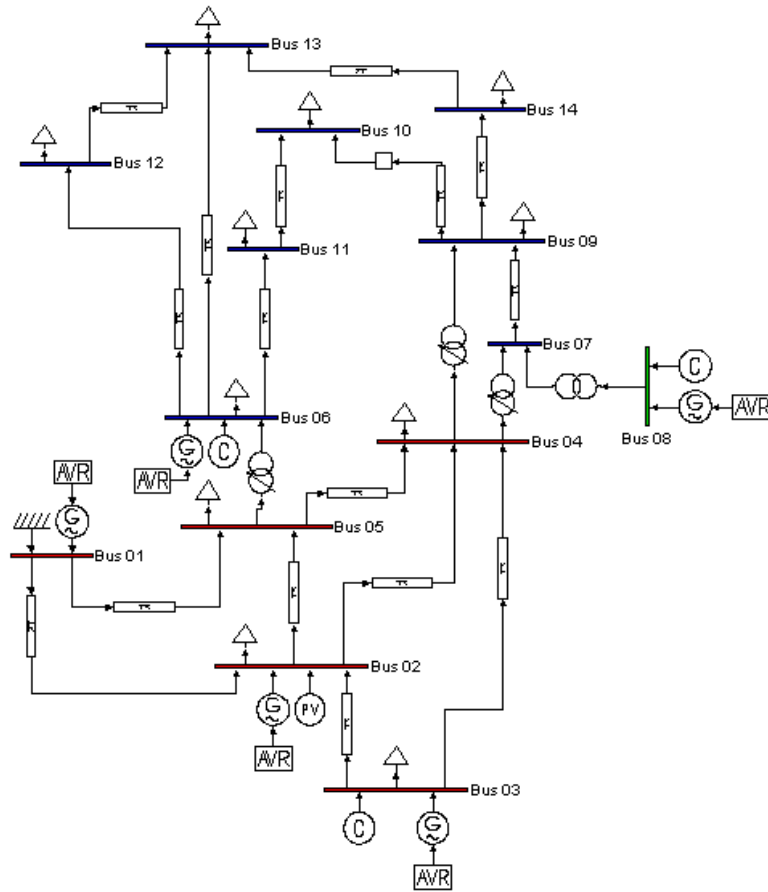 Bus 13
Bus 14
Bus 10
Bus 12
Bus 11
Bus 09
Bus 07
C
G
AVR
Bus 08
Bus 06
G
C
AVR
Bus 04
AVR
G
Bus 05
Bus 01
Bus 02
G
PV
AVR
Bus 03
C
G
AVR